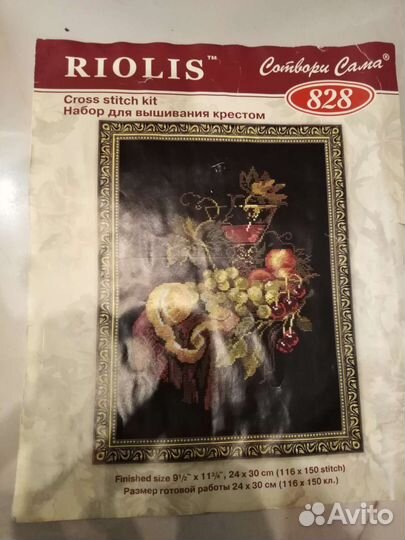 RIOLIS™
Сотвори Сама®
Cross stitch kit
828
Набор для вышивания крестом
Finished size 9½" x 11¾", 24 x 30 cm (116 x 150 stitch)
Размер готовой работы 24 x 30 см (116 x 150 кл.)
Avito